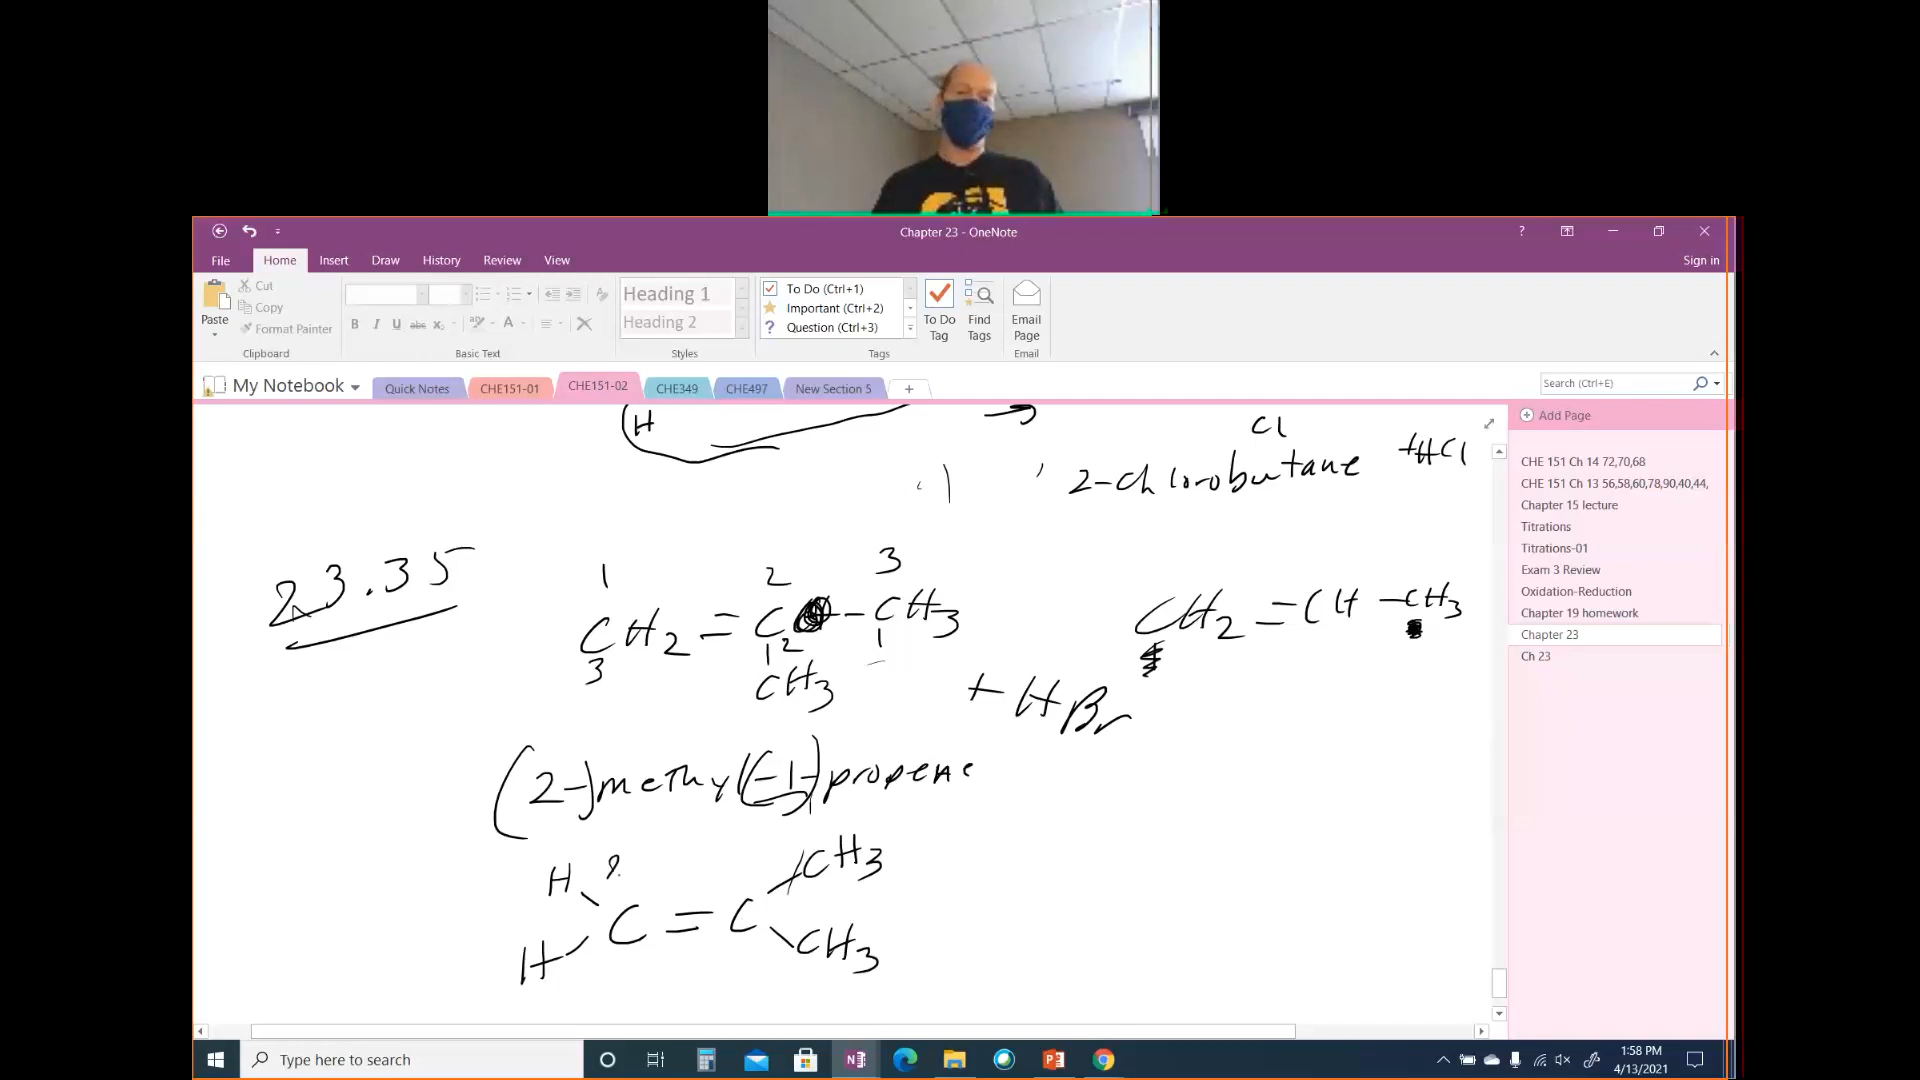 Chapter 23 - OneNote
?
File Home Insert Draw History Review View
Sign in
Paste
Cut
Copy
Format Painter
Clipboard
B I U abc x₂ A
Basic Text
Heading 1
Heading 2
Styles
To Do (Ctrl+1)
Important (Ctrl+2)
? Question (Ctrl+3)
Tags
To Do Tag
Find Tags
Email Page
Email
My Notebook
Quick Notes
CHE151-01
CHE151-02
CHE349
CHE497
New Section 5
+
Search (Ctrl+E)
Add Page
CHE 151 Ch 14 72,70,68
CHE 151 Ch 13 56,58,60,78,90,40,44,
Chapter 15 lecture
Titrations
Titrations-01
Exam 3 Review
Oxidation-Reduction
Chapter 19 homework
Chapter 23
Ch 23
H
Cl
2-chlorobutane +HCl
23.35
1 2 3
CH2 = C - CH3
3 2 1
CH3
CH2 = CH - CH3
+ HBr
(2-)methyl(-1-)propene
H CH3
C = C
H CH3
Type here to search
1:58 PM
4/13/2021